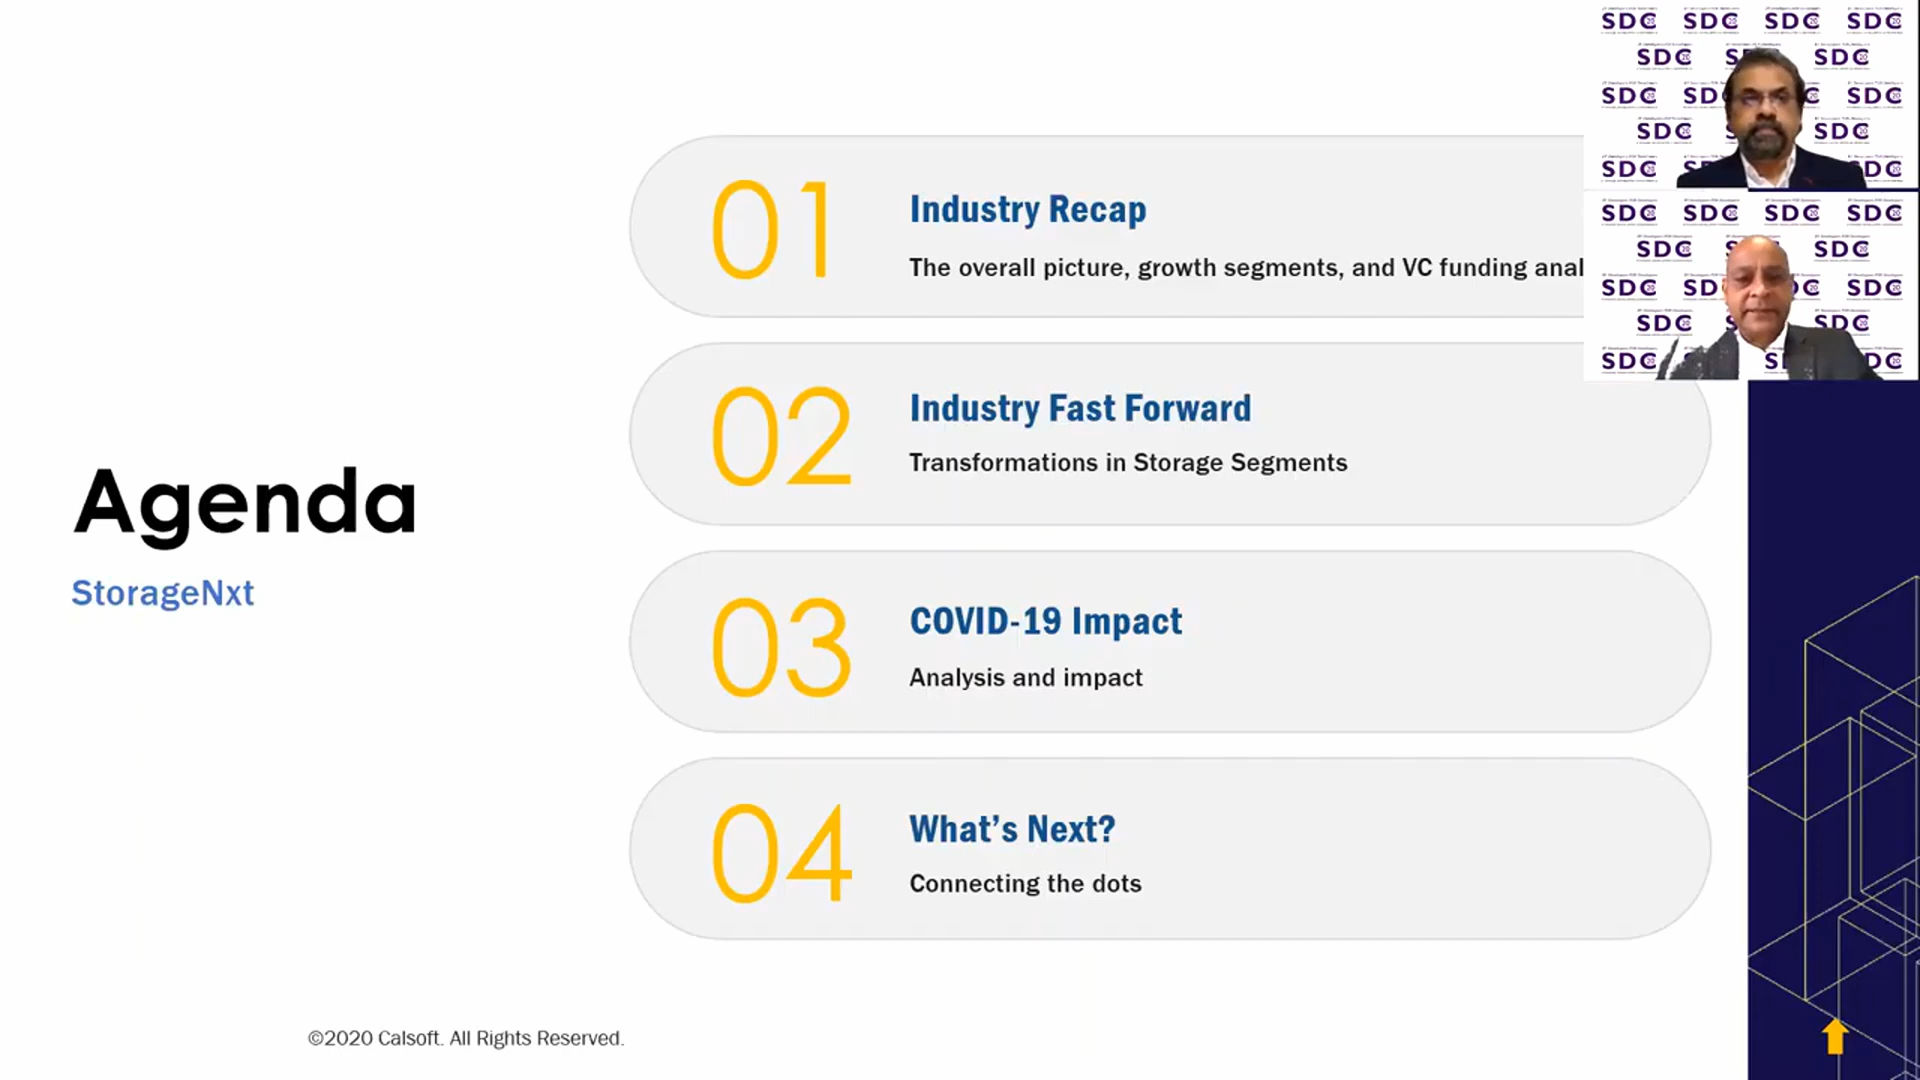 Agenda
StorageNxt
01
Industry Recap
The overall picture, growth segments, and VC funding anal
02
Industry Fast Forward
Transformations in Storage Segments
03
COVID-19 Impact
Analysis and impact
04
What's Next?
Connecting the dots
©2020 Calsoft. All Rights Reserved.
SDC SDC SDC SDC
SDC SDC
SDC SDC
SDC SDC
SDC
SDC SDC SDC SDC
SDC SDC
SDC SDC
SDC SDC
SDC